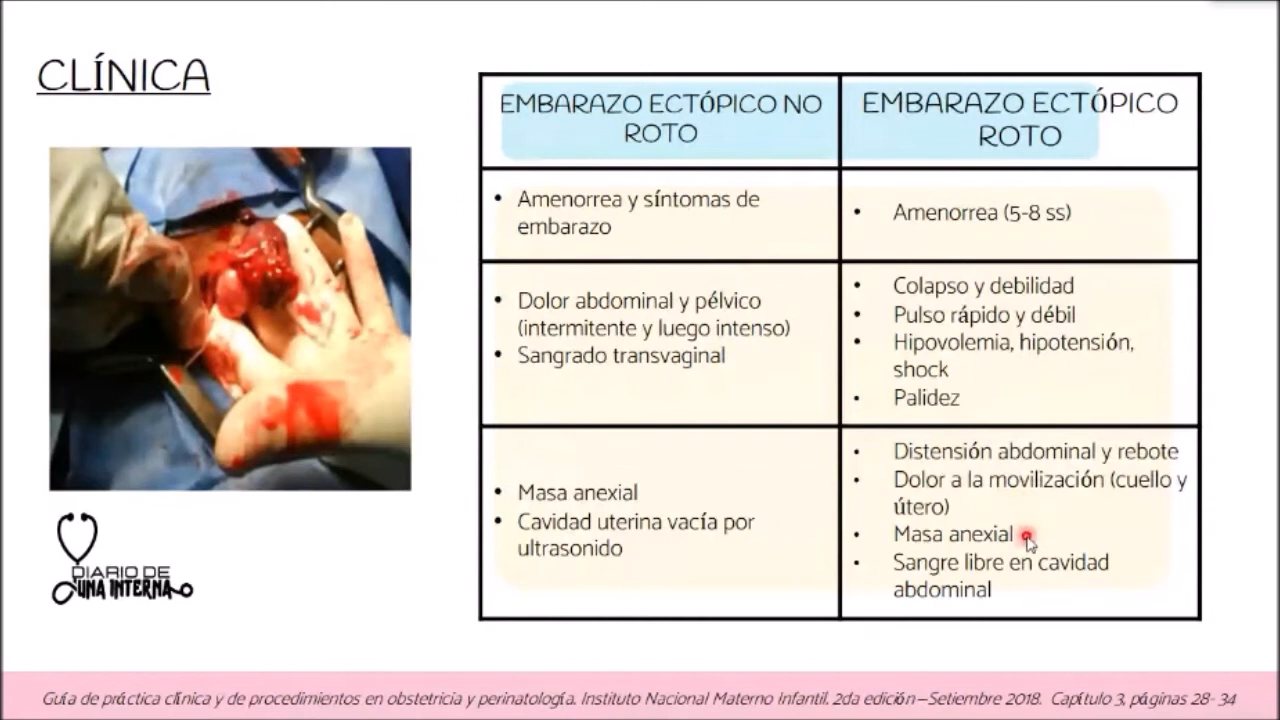 CLÍNICA
EMBARAZO ECTÓPICO NO
ROTO
EMBARAZO ECTÓPICO
ROTO
• Amenorrea y síntomas de
embarazo
• Amenorrea (5-8 ss)
• Dolor abdominal y pélvico
(intermitente y luego intenso)
• Sangrado transvaginal
• Colapso y debilidad
• Pulso rápido y débil
• Hipovolemia, hipotensión,
shock
• Palidez
• Masa anexial
• Cavidad uterina vacía por
ultrasonido
• Distensión abdominal y rebote
• Dolor a la movilización (cuello y
útero)
• Masa anexial
• Sangre libre en cavidad
abdominal
DIARIO DE
UNA INTERNA
Guía de práctica clínica y de procedimientos en obstetricia y perinatología. Instituto Nacional Materno Infantil. 2da edición—Setiembre 2018. Capítulo 3, páginas 28- 34